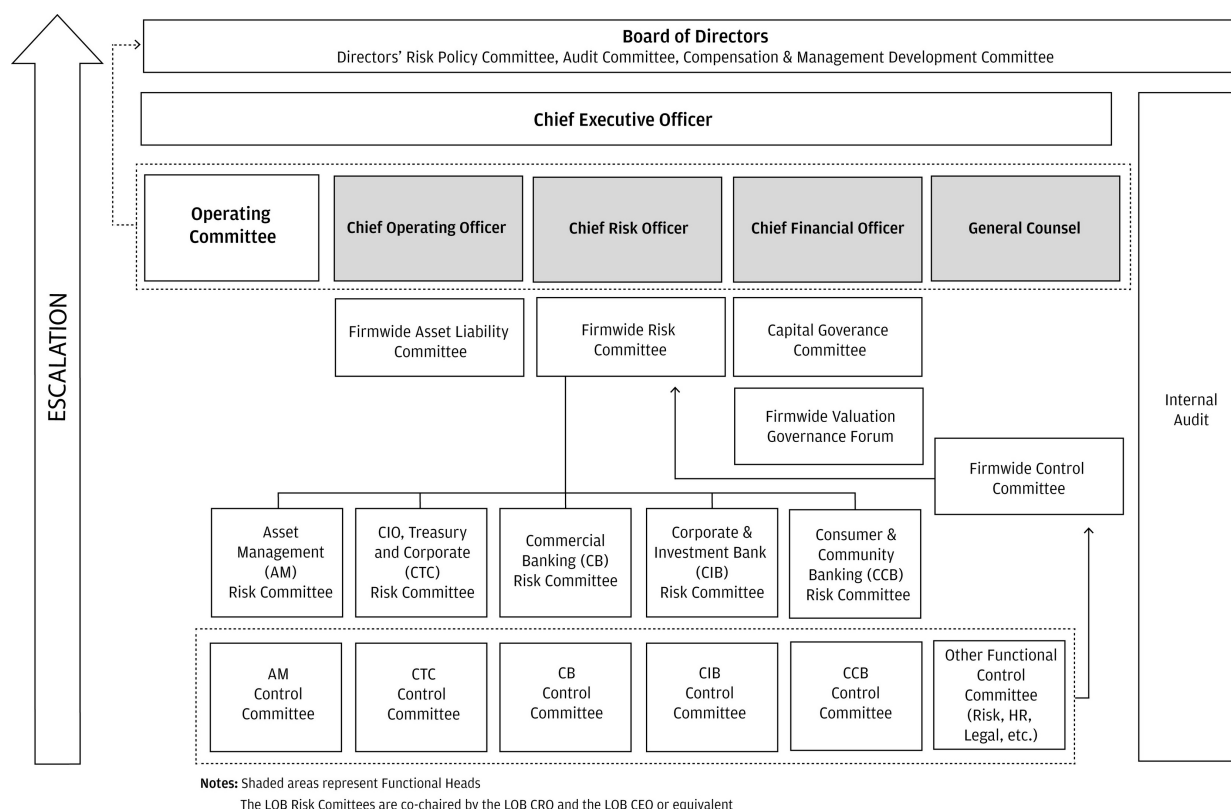 Board of Directors
Directors' Risk Policy Committee, Audit Committee, Compensation & Management Development Committee
Chief Executive Officer
Operating
Committee
Chief Operating Officer
Chief Risk Officer
Chief Financial Officer
General Counsel
Firmwide Asset Liability
Committee
Firmwide Risk
Committee
Capital Goverance
Committee
Firmwide Valuation
Governance Forum
Firmwide Control
Committee
Internal
Audit
ESCALATION
Asset
Management
(AM)
Risk Committee
CIO, Treasury
and Corporate
(CTC)
Risk Committee
Commercial
Banking (CB)
Risk Committee
Corporate &
Investment Bank
(CIB)
Risk Committee
Consumer &
Community
Banking (CCB)
Risk Committee
AM
Control
Committee
CTC
Control
Committee
CB
Control
Committee
CIB
Control
Committee
CCB
Control
Committee
Other Functional
Control
Committee
(Risk, HR,
Legal, etc.)
Notes: Shaded areas represent Functional Heads
The LOB Risk Comittees are co-chaired by the LOB CRO and the LOB CEO or equivalent